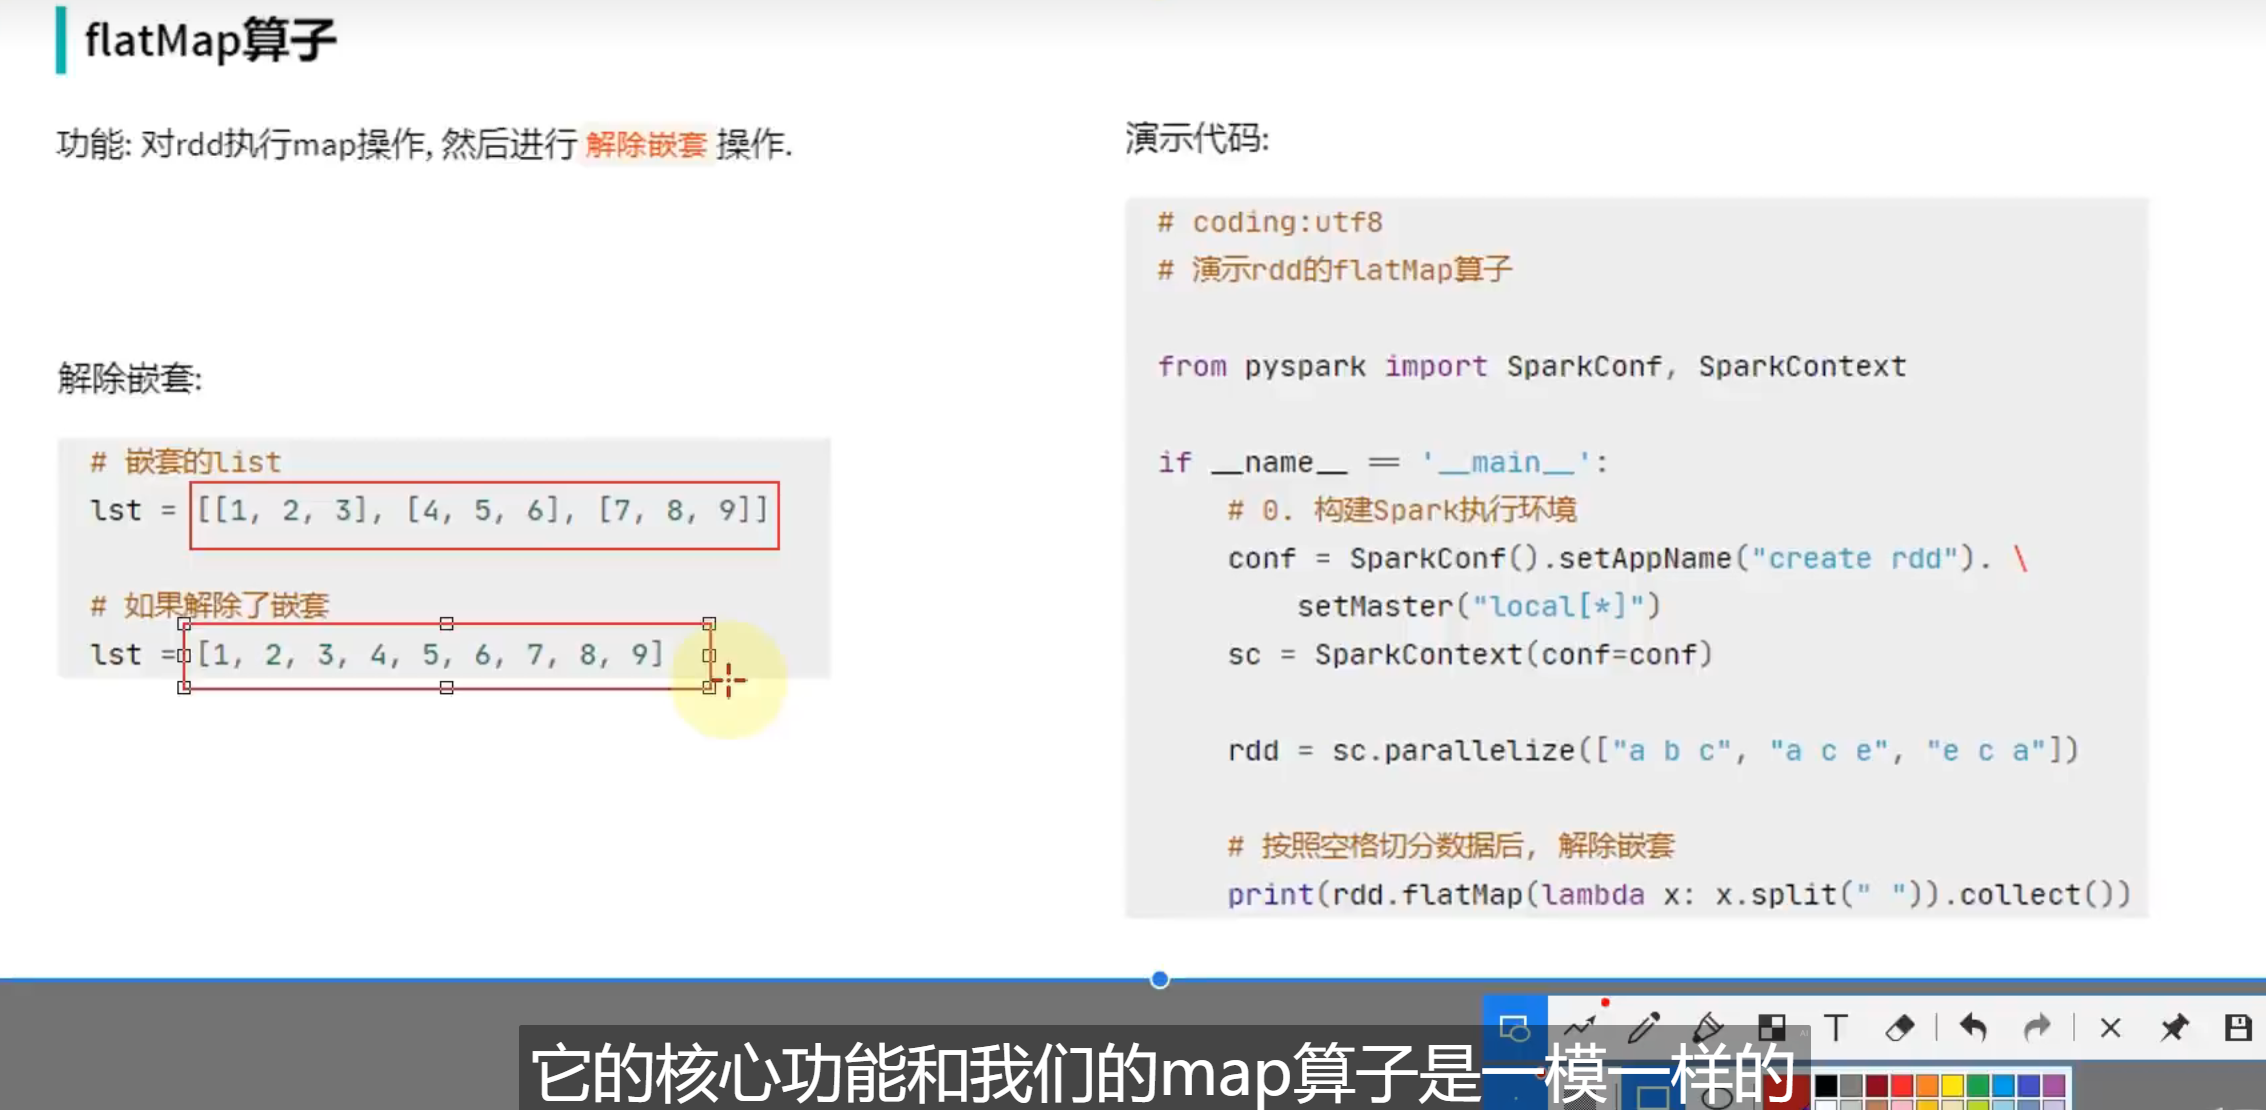 flatMap算子
功能: 对rdd执行map操作, 然后进行 解除嵌套 操作.
解除嵌套:
# 嵌套的list
lst = [[1, 2, 3], [4, 5, 6], [7, 8, 9]]
# 如果解除了嵌套
lst = [1, 2, 3, 4, 5, 6, 7, 8, 9]
演示代码:
# coding:utf8
# 演示rdd的flatMap算子
from pyspark import SparkConf, SparkContext
if __name__ == '__main__':
# 0. 构建Spark执行环境
conf = SparkConf().setAppName("create rdd"). \
setMaster("local[*]")
sc = SparkContext(conf=conf)
rdd = sc.parallelize(["a b c", "a c e", "e c a"])
# 按照空格切分数据后, 解除嵌套
print(rdd.flatMap(lambda x: x.split(" ")).collect())
T
它的核心功能和我们的map算子是一模一样的